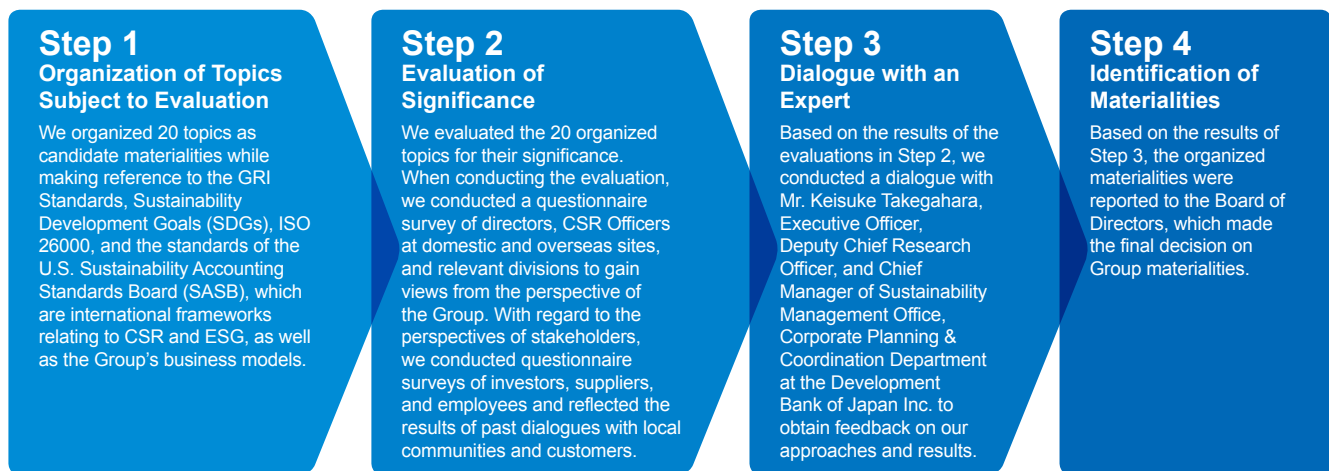 Step 1
Organization of Topics
Subject to Evaluation
We organized 20 topics as
candidate materialities while
making reference to the GRI
Standards, Sustainability
Development Goals (SDGs), ISO
26000, and the standards of the
U.S. Sustainability Accounting
Standards Board (SASB), which
are international frameworks
relating to CSR and ESG, as well
as the Group’s business models.
Step 2
Evaluation of
Significance
We evaluated the 20 organized
topics for their significance.
When conducting the evaluation,
we conducted a questionnaire
survey of directors, CSR Officers
at domestic and overseas sites,
and relevant divisions to gain
views from the perspective of
the Group. With regard to the
perspectives of stakeholders,
we conducted questionnaire
surveys of investors, suppliers,
and employees and reflected the
results of past dialogues with local
communities and customers.
Step 3
Dialogue with an
Expert
Based on the results of the
evaluations in Step 2, we
conducted a dialogue with
Mr. Keisuke Takegahara,
Executive Officer,
Deputy Chief Research
Officer, and Chief
Manager of Sustainability
Management Office,
Corporate Planning &
Coordination Department
at the Development
Bank of Japan Inc. to
obtain feedback on our
approaches and results.
Step 4
Identification of
Materialities
Based on the results of
Step 3, the organized
materialities were
reported to the Board of
Directors, which made
the final decision on
Group materialities.